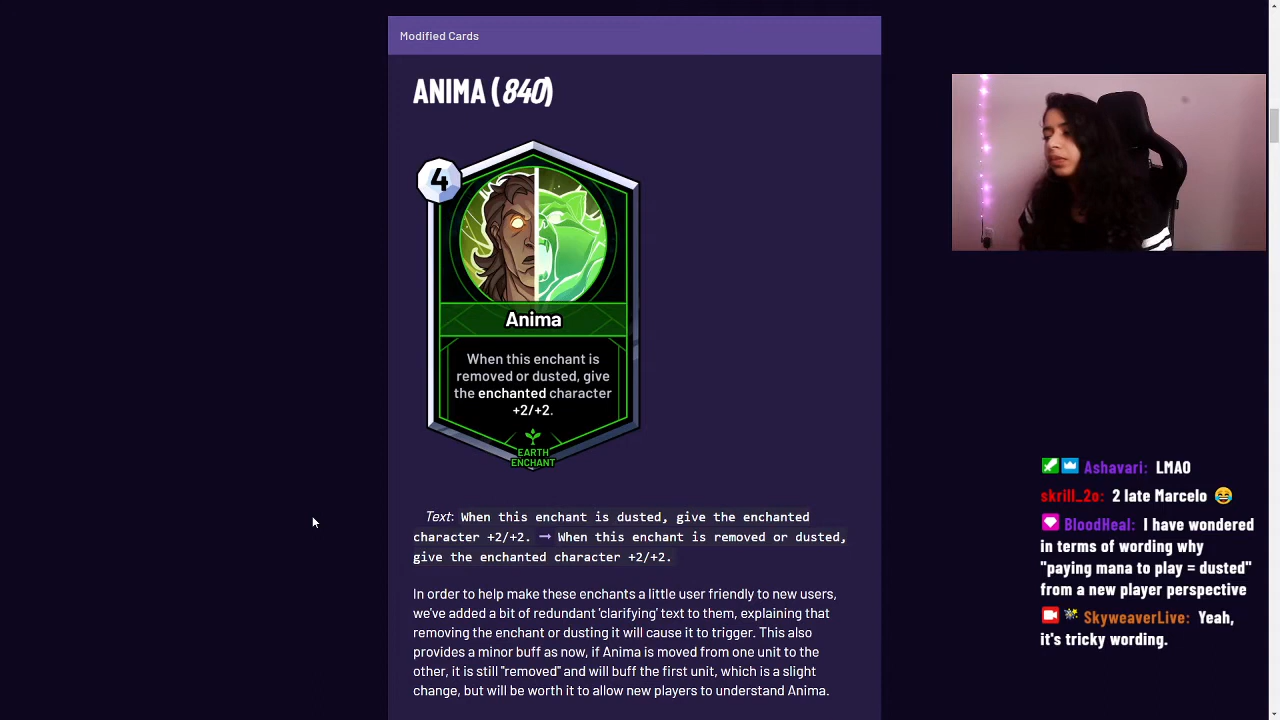 Modified Cards
ANIMA (840)
4
Anima
When this enchant is
removed or dusted, give
the enchanted character
+2/+2.
EARTH
ENCHANT
Text: When this enchant is dusted, give the enchanted
character +2/+2. → When this enchant is removed or dusted,
give the enchanted character +2/+2.
In order to help make these enchants a little user friendly to new users,
we've added a bit of redundant 'clarifying' text to them, explaining that
removing the enchant or dusting it will cause it to trigger. This also
provides a minor buff as now, if Anima is moved from one unit to the
other, it is still "removed" and will buff the first unit, which is a slight
change, but will be worth it to allow new players to understand Anima.
Ashavari: LMAO
skrill_2o: 2 late Marcelo 😂
BloodHeal: I have wondered
in terms of wording why
"paying mana to play = dusted"
from a new player perspective
SkyweaverLive: Yeah,
it's tricky wording.